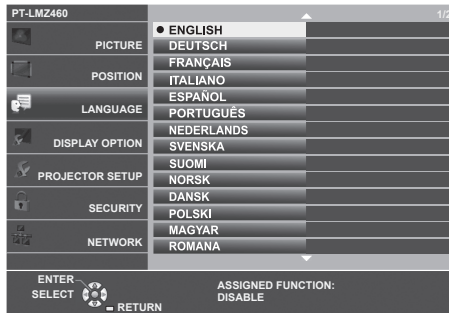 PT-LMZ460
1/2
PICTURE
POSITION
LANGUAGE
DISPLAY OPTION
PROJECTOR SETUP
SECURITY
NETWORK
ENGLISH
DEUTSCH
FRANÇAIS
ITALIANO
ESPAÑOL
PORTUGUÊS
NEDERLANDS
SVENSKA
SUOMI
NORSK
DANSK
POLSKI
MAGYAR
ROMANA
ENTER
SELECT
RETURN
ASSIGNED FUNCTION:
DISABLE